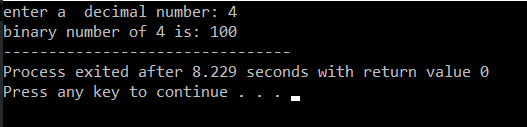 enter a  decimal number: 4
binary number of 4 is: 100
--------------------------------
Process exited after 8.229 seconds with return value 0
Press any key to continue . . .